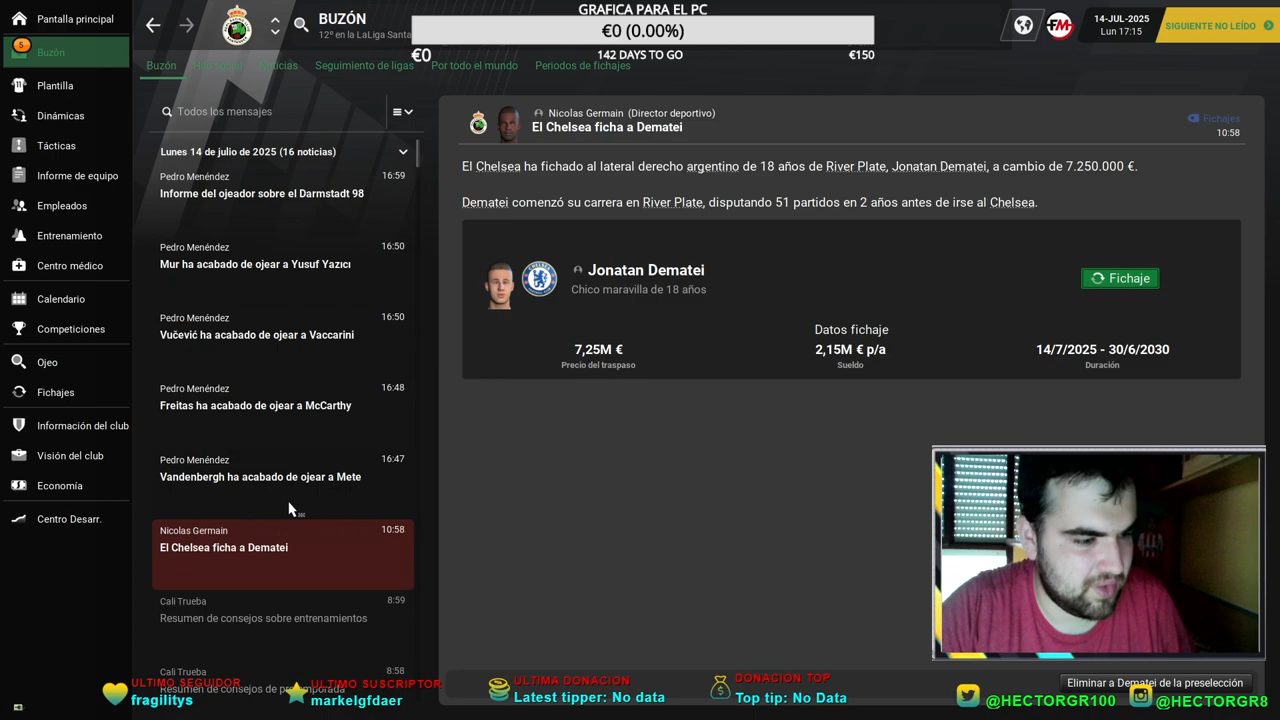 Pantalla principal
5
Buzón
Plantilla
Dinámicas
Tácticas
Informe de equipo
Empleados
Entrenamiento
Centro médico
Calendario
Competiciones
Ojeo
Fichajes
Información del club
Visión del club
Economía
Centro Desarr.
BUZÓN
12º en la LaLiga Santa
GRAFICA PARA EL PC
€0 (0.00%)
€0
142 DAYS TO GO
€150
14-JUL-2025
Lun 17:15
SIGUIENTE NO LEÍDO
FM
Buzón
Noticias
Seguimiento de ligas
Por todo el mundo
Periodos de fichajes
Todos los mensajes
Lunes 14 de julio de 2025 (16 noticias)
Pedro Menéndez
16:59
Informe del ojeador sobre el Darmstadt 98
Pedro Menéndez
16:50
Mur ha acabado de ojear a Yusuf Yazıcı
Pedro Menéndez
16:50
Vučević ha acabado de ojear a Vaccarini
Pedro Menéndez
16:48
Freitas ha acabado de ojear a McCarthy
Pedro Menéndez
16:47
Vandenbergh ha acabado de ojear a Mete
Nicolas Germain
10:58
El Chelsea ficha a Dematei
Cali Trueba
8:59
Resumen de consejos sobre entrenamientos
Cali Trueba
8:58
Resumen de consejos de pretemporada
Nicolas Germain (Director deportivo)
El Chelsea ficha a Dematei
Fichajes
10:58
El Chelsea ha fichado al lateral derecho argentino de 18 años de River Plate, Jonatan Dematei, a cambio de 7.250.000 €.
Dematei comenzó su carrera en River Plate, disputando 51 partidos en 2 años antes de irse al Chelsea.
Jonatan Dematei
Chico maravilla de 18 años
Fichaje
Datos fichaje
7,25M €
Precio del traspaso
2,15M € p/a
Sueldo
14/7/2025 - 30/6/2030
Duración
Eliminar a Dematei de la preselección
ULTIMO SEGUIDOR
fragilitys
ULTIMO SUSCRIPTOR
markelgfdaer
ULTIMA DONACION
Latest tipper: No data
DONACION TOP
Top tip: No Data
@HECTORGR100
@HECTORGR8